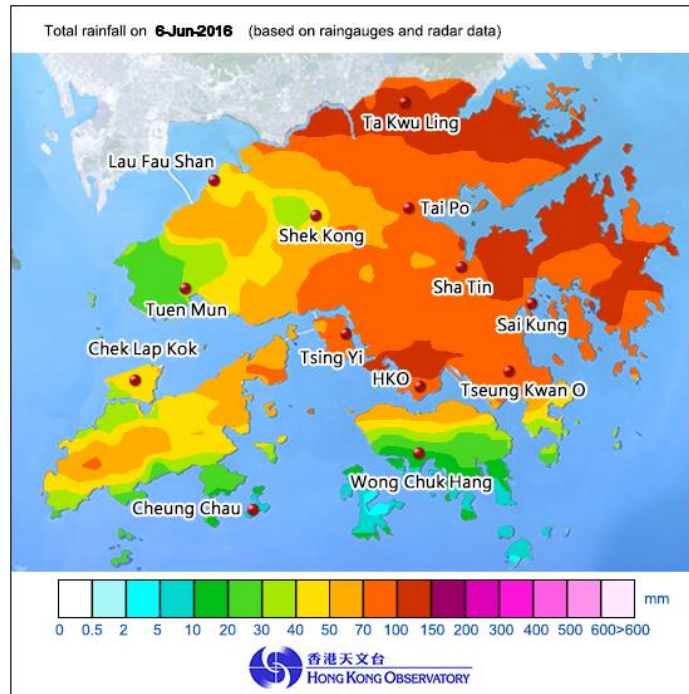 Total rainfall on 6-Jun-2016 (based on raingauges and radar data)
Ta Kwu Ling
Lau Fau Shan
Tai Po
Shek Kong
Sha Tin
Tuen Mun
Sai Kung
Chek Lap Kok
Tsing Yi
HKO
Tseung Kwan O
Wong Chuk Hang
Cheung Chau
mm
0 0.5 2 5 10 20 30 40 50 70 100 150 200 300 400 500 600>600
香港天文台
HONG KONG OBSERVATORY